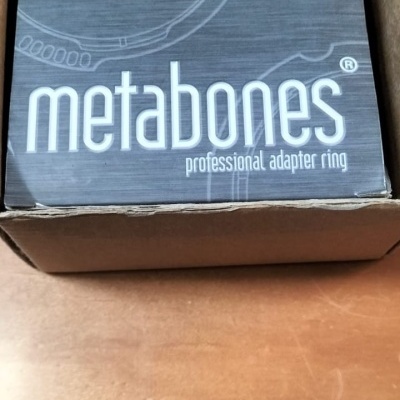 metabones®
professional adapter ring